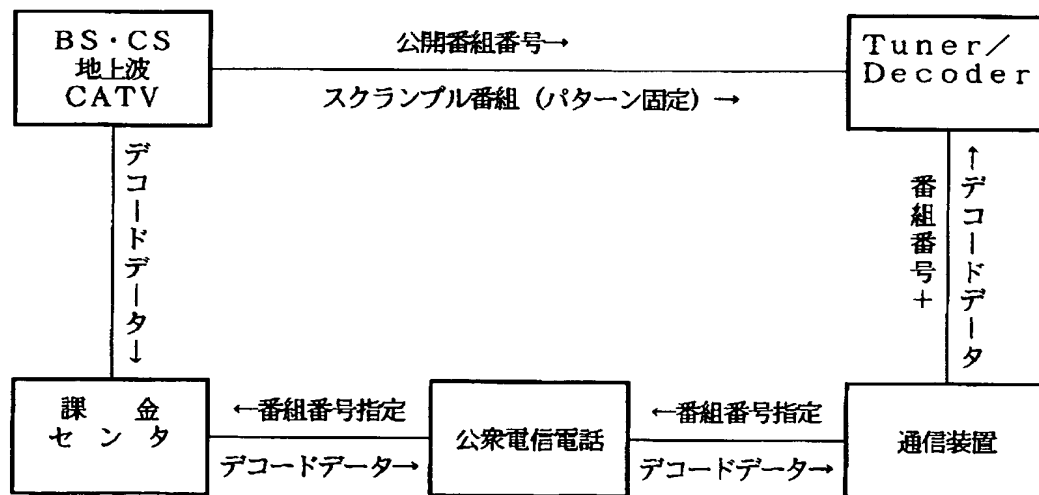 BS・CS
地上波
CATV
公開番組番号→
スクランブル番組（パターン固定）→
Tuner／
Decoder
デコードデータ↓
番組番号＋
↑デコードデータ
課　金
センタ
←番組番号指定
デコードデータ→
公衆電信電話
←番組番号指定
デコードデータ→
通信装置